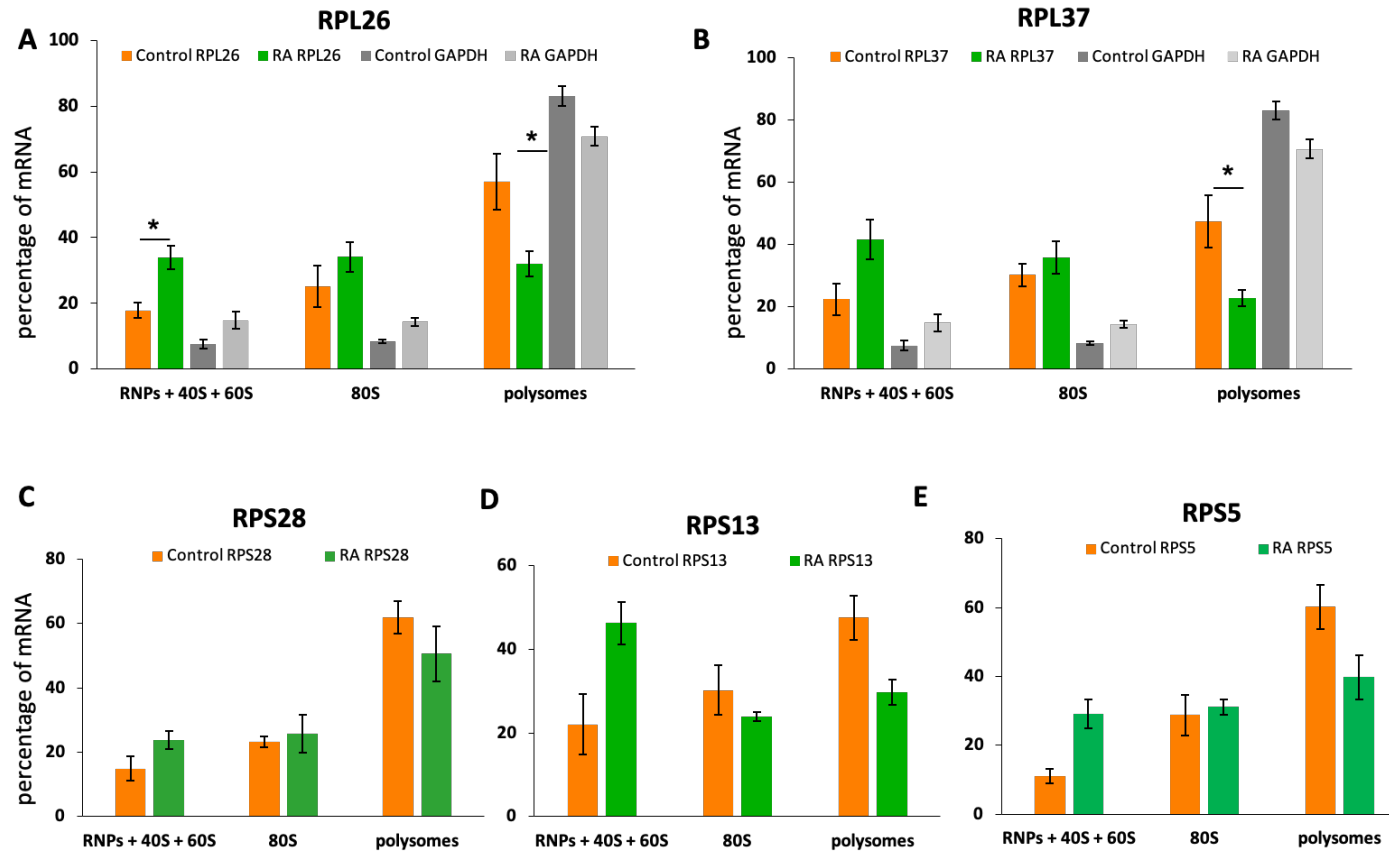 A
RPL26
Control RPL26 RA RPL26 Control GAPDH RA GAPDH
percentage of mRNA
100
80
60
40
20
0
*
*
RNPs + 40S + 60S 80S polysomes
B
RPL37
Control RPL37 RA RPL37 Control GAPDH RA GAPDH
percentage of mRNA
100
80
60
40
20
0
*
RNPs + 40S + 60S 80S polysomes
C
RPS28
Control RPS28 RA RPS28
percentage of mRNA
80
60
40
20
0
RNPs + 40S + 60S 80S polysomes
D
RPS13
Control RPS13 RA RPS13
60
40
20
0
RNPs + 40S + 60S 80S polysomes
E
RPS5
Control RPS5 RA RPS5
80
60
40
20
0
RNPs + 40S + 60S 80S polysomes